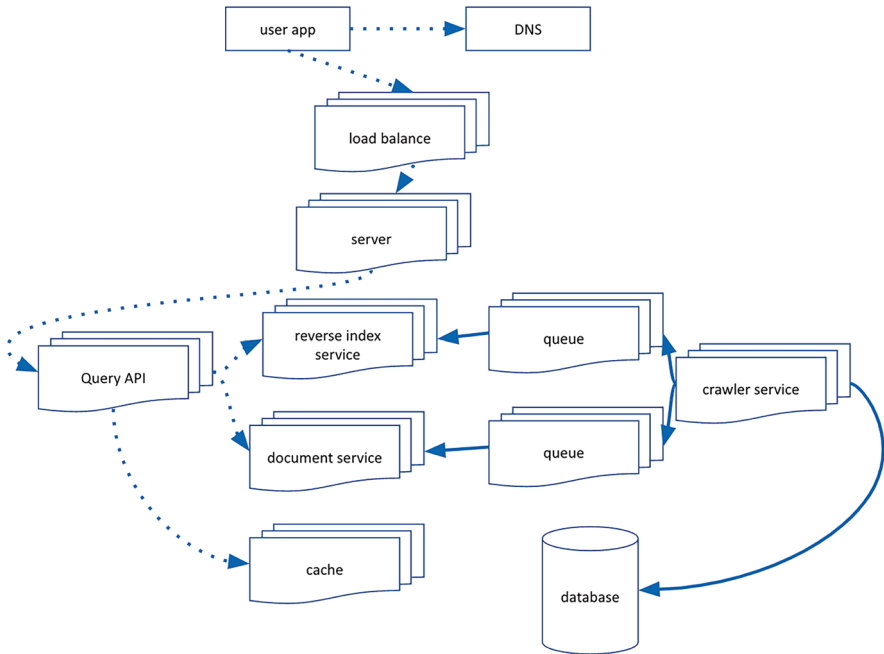 user app
DNS
load balance
server
reverse index
service
queue
Query API
crawler service
document service
queue
cache
database